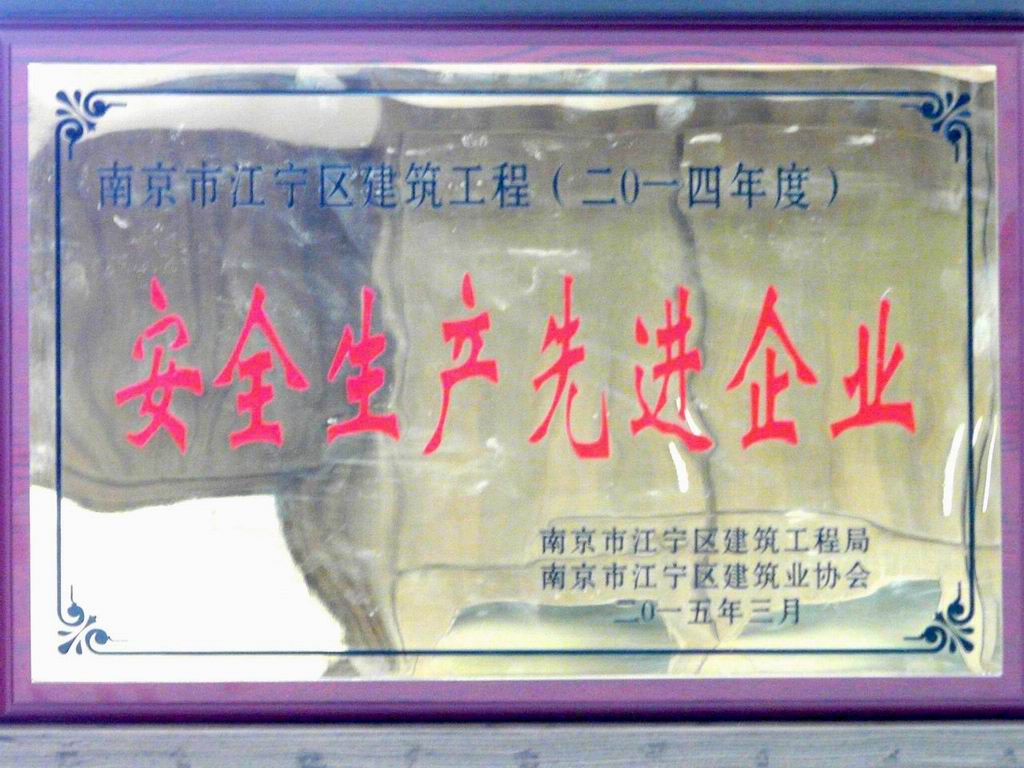 南京市江宁区建筑工程（二0一四年度）
安全生产先进企业
南京市江宁区建筑工程局
南京市江宁区建筑业协会
二0一五年三月